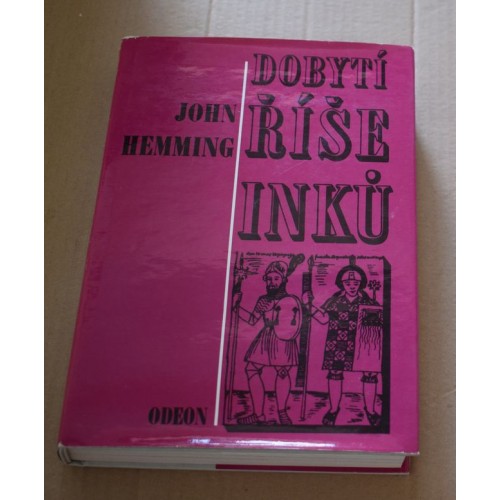 JOHN
HEMMING
DOBYTÍ
ŘÍŠE
INKŮ
ODEON